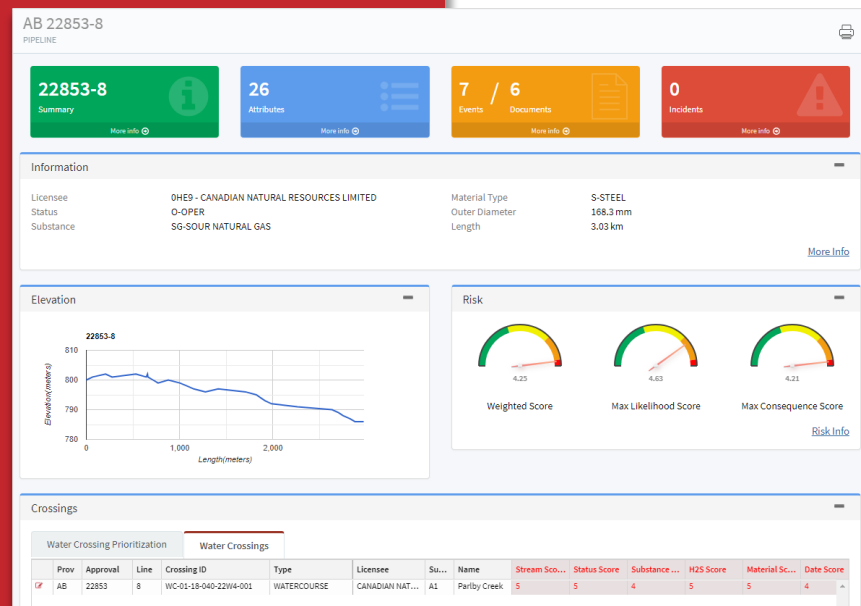 AB 22853-8
PIPELINE
22853-8
Summary
More info
26
Attributes
More info
7 / 6
Events Documents
More info
0
Incidents
More info
Information
Licensee 0HE9 - CANADIAN NATURAL RESOURCES LIMITED
Status O-OPER
Substance SG-SOUR NATURAL GAS
Material Type S-STEEL
Outer Diameter 168.3 mm
Length 3.03 km
More Info
Elevation
22853-8
810
800
790
780
Elevation(meters)
0 1,000 2,000
Length(meters)
Risk
4.25 4.63 4.21
Weighted Score Max Likelihood Score Max Consequence Score
Risk Info
Crossings
Water Crossing Prioritization Water Crossings
Prov Approval Line Crossing ID Type Licensee Su... Name Stream Sco... Status Score Substance ... H2S Score Material Sc... Date Score
AB 22853 8 WC-01-18-040-22W4-001 WATERCOURSE CANADIAN NAT... A1 Parlby Creek 5 5 4 5 5 4